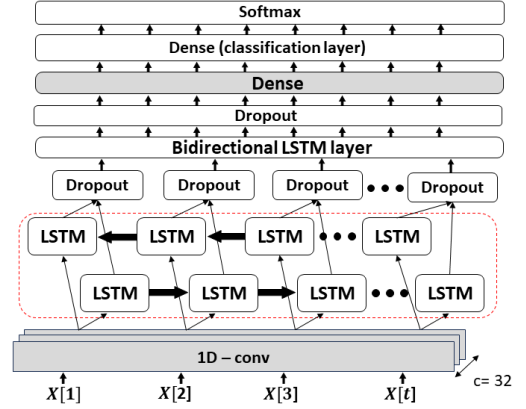 Softmax
Dense (classification layer)
Dense
Dropout
Bidirectional LSTM layer
Dropout Dropout Dropout Dropout
LSTM LSTM LSTM LSTM
LSTM LSTM LSTM LSTM
1D – conv
c= 32
X[1] X[2] X[3] X[t]